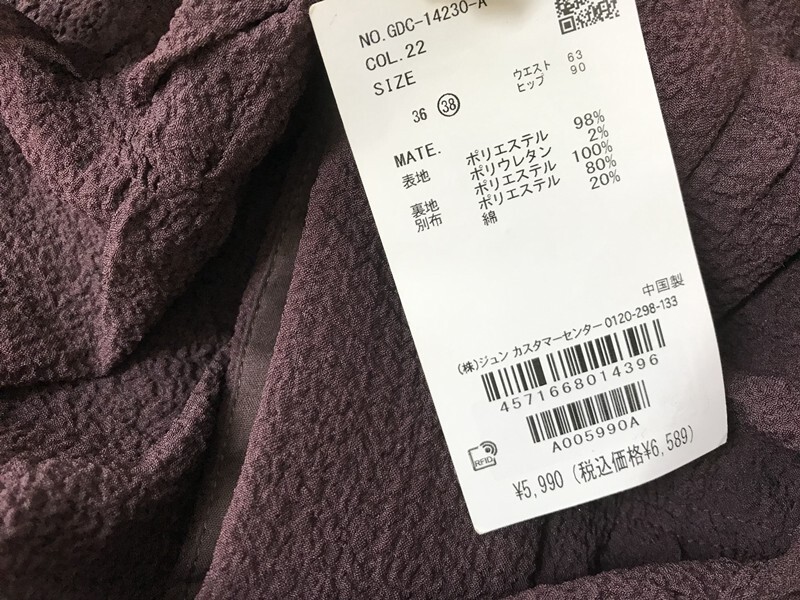 NO.GDC-14230-A
COL.22
SIZE
ウエスト 63
ヒップ 90
36 38
MATE.
表地 ポリエステル 98%
ポリウレタン 2%
裏地 ポリエステル 100%
別布 ポリエステル 80%
綿 20%
中国製
(株)ジュン カスタマーセンター 0120-298-133
4571668014396
A005990A
RFID
¥5,990 (税込価格¥6,589)